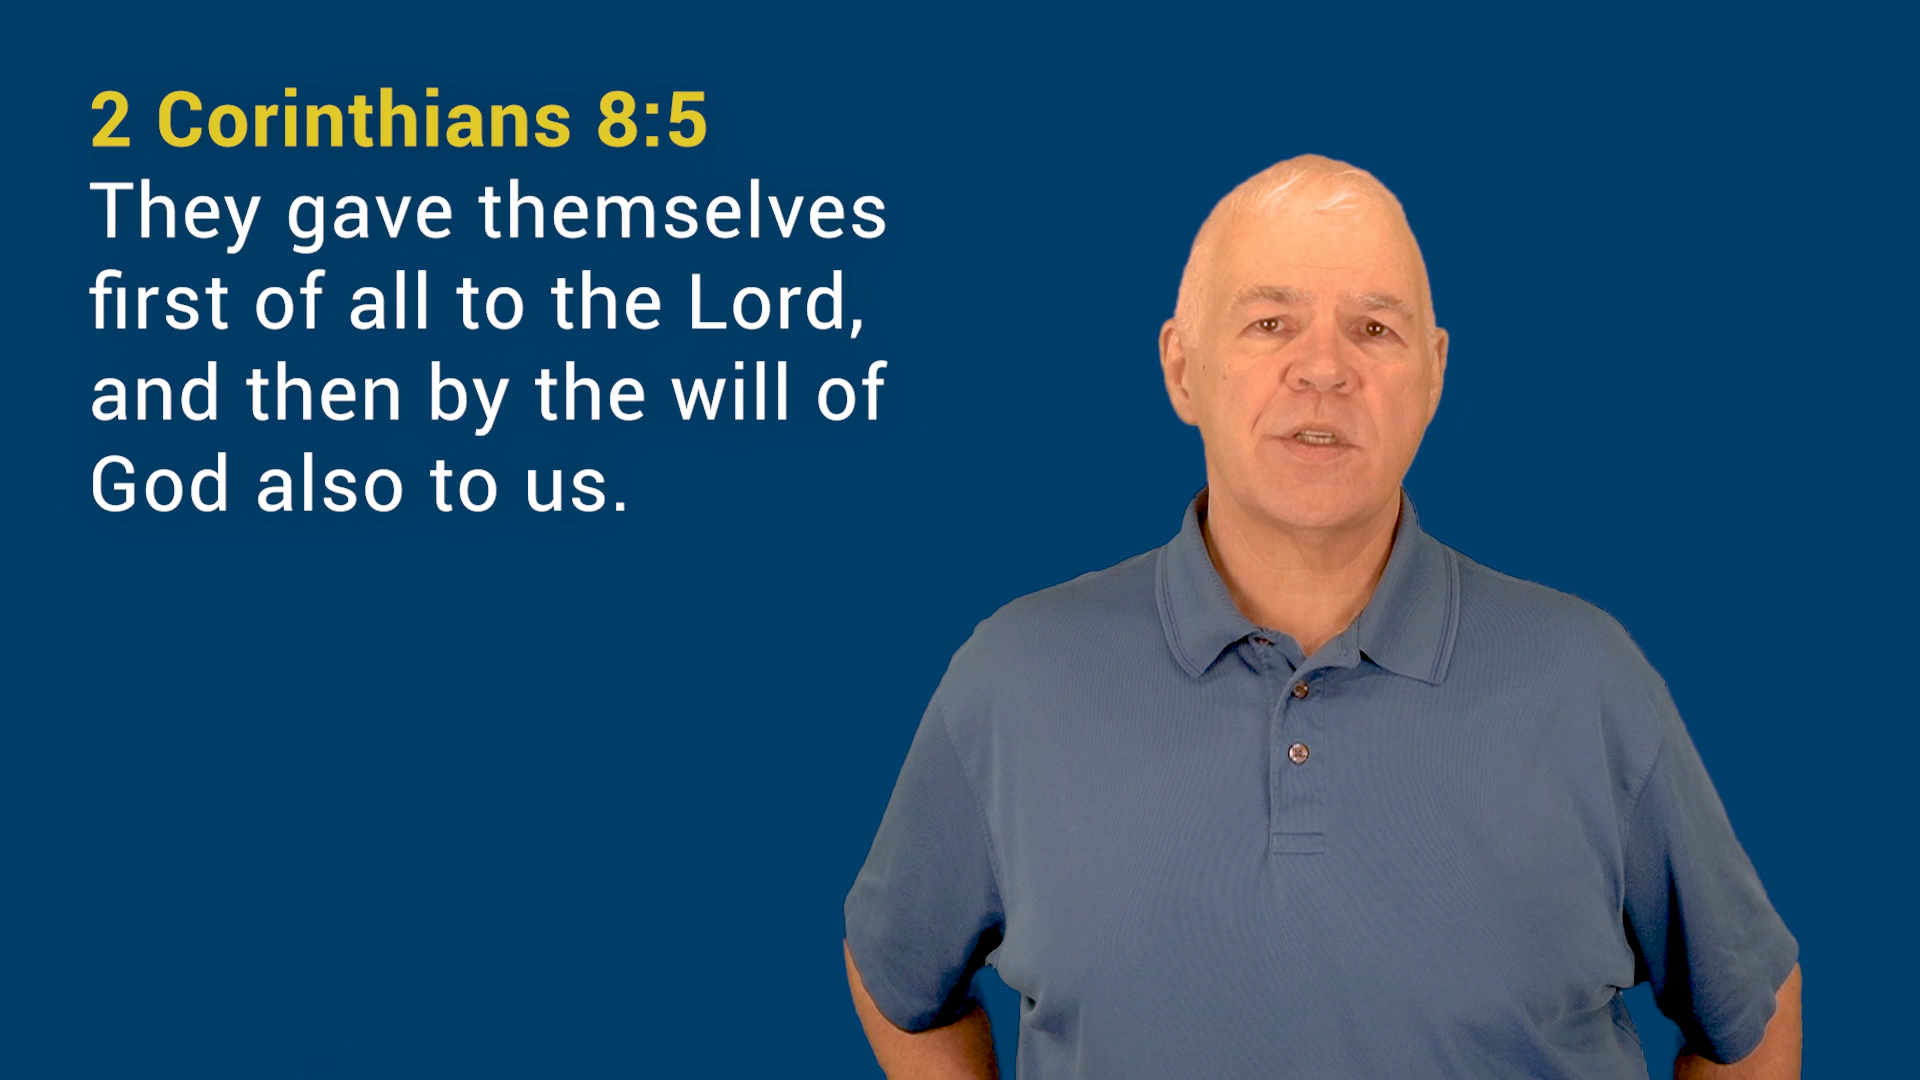 2 Corinthians 8:5
They gave themselves
first of all to the Lord,
and then by the will of
God also to us.